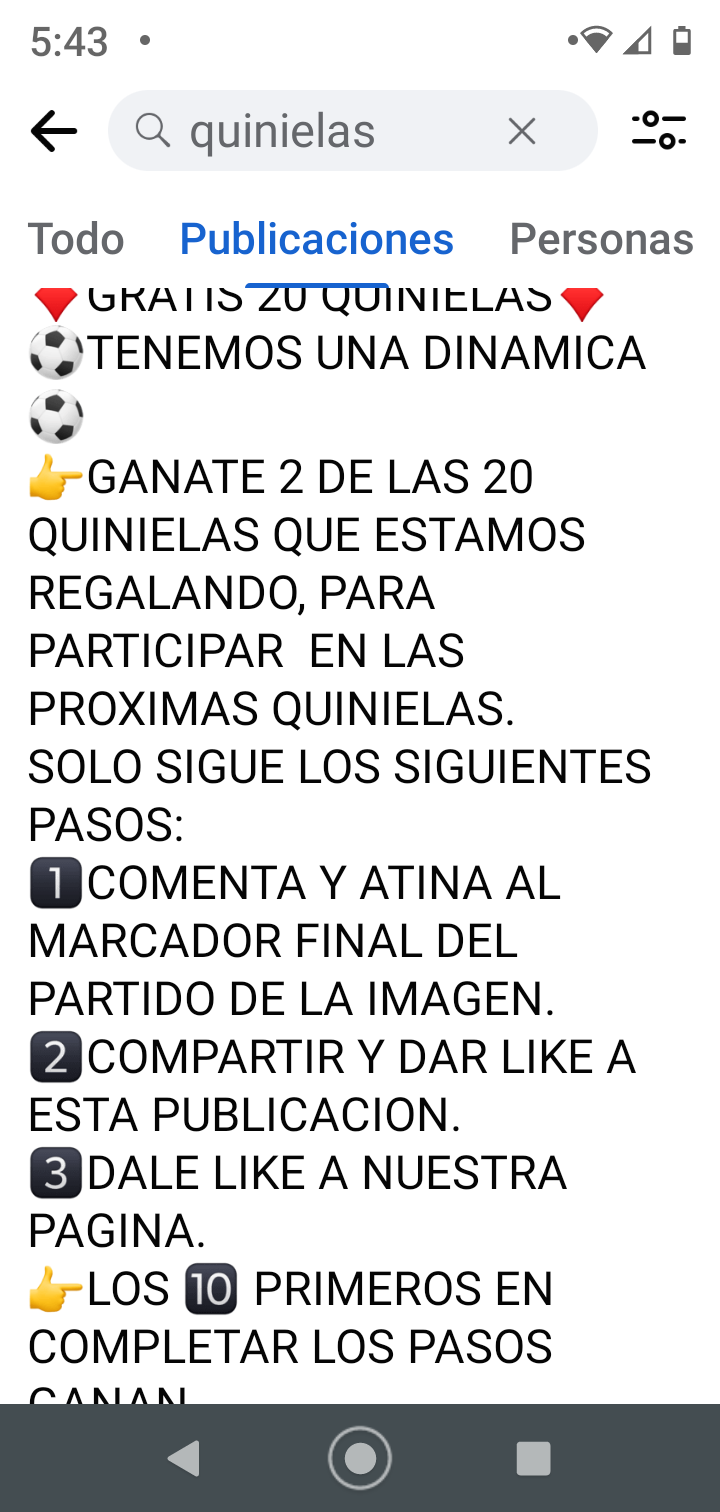 5:43
quinielas
Todo Publicaciones Personas
GRATIS 20 QUINIELAS
TENEMOS UNA DINAMICA
GANATE 2 DE LAS 20
QUINIELAS QUE ESTAMOS
REGALANDO, PARA
PARTICIPAR  EN LAS
PROXIMAS QUINIELAS.
SOLO SIGUE LOS SIGUIENTES
PASOS:
1 COMENTA Y ATINA AL
MARCADOR FINAL DEL
PARTIDO DE LA IMAGEN.
2 COMPARTIR Y DAR LIKE A
ESTA PUBLICACION.
3 DALE LIKE A NUESTRA
PAGINA.
LOS 10 PRIMEROS EN
COMPLETAR LOS PASOS
GANAN